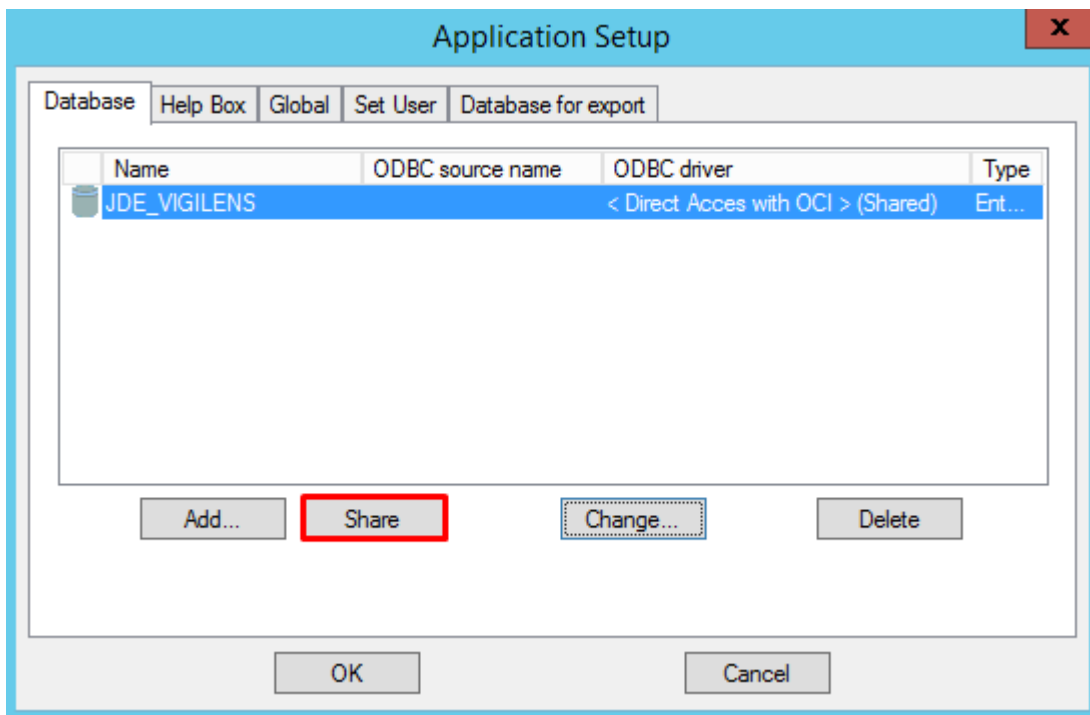 Application Setup
x
Database Help Box Global Set User Database for export
Name ODBC source name ODBC driver Type
JDE_VIGILENS < Direct Acces with OCI > (Shared) Ent...
Add... Share Change... Delete
OK Cancel